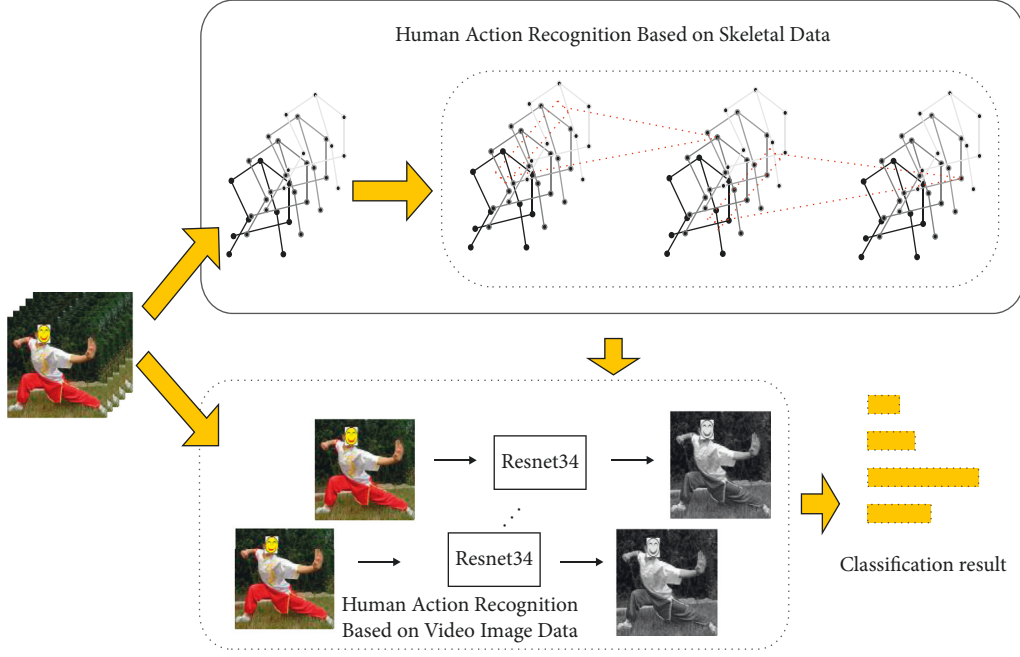 Human Action Recognition Based on Skeletal Data
Resnet34
Resnet34
Human Action Recognition
Based on Video Image Data
Classification result